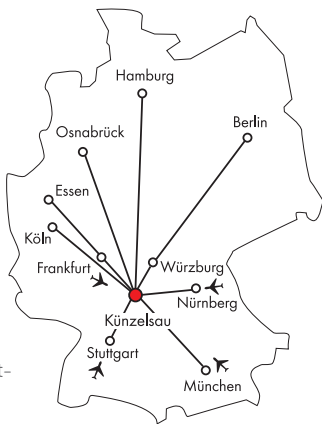 Hamburg
Berlin
Osnabrück
Essen
Köln
Frankfurt
Würzburg
Nürnberg
Künzelsau
Stuttgart
München
t-